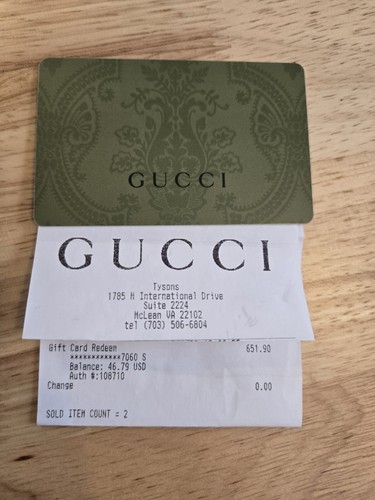 GUCCI
GUCCI
Tysons
1785 N International Drive
Suite 2224
McLean VA 22102
tel (703) 506-6804
Gift Card Redeem 651.90
************7060 S
Balance: 46.79 USD
Auth #:108710
Change 0.00
SOLD ITEM COUNT = 2